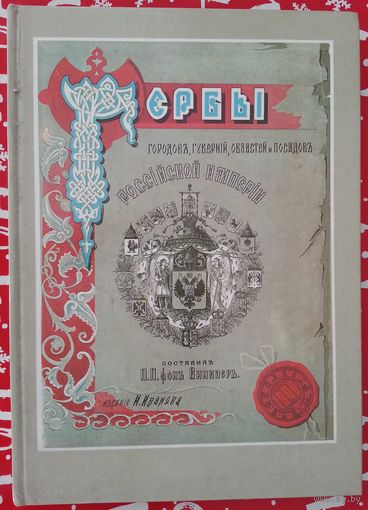 Гербы
городовъ, губерній, областей и посадовъ
Россійской Имперіи
составилъ
П.П. фонъ Винклеръ.
изданіе И. Иванова